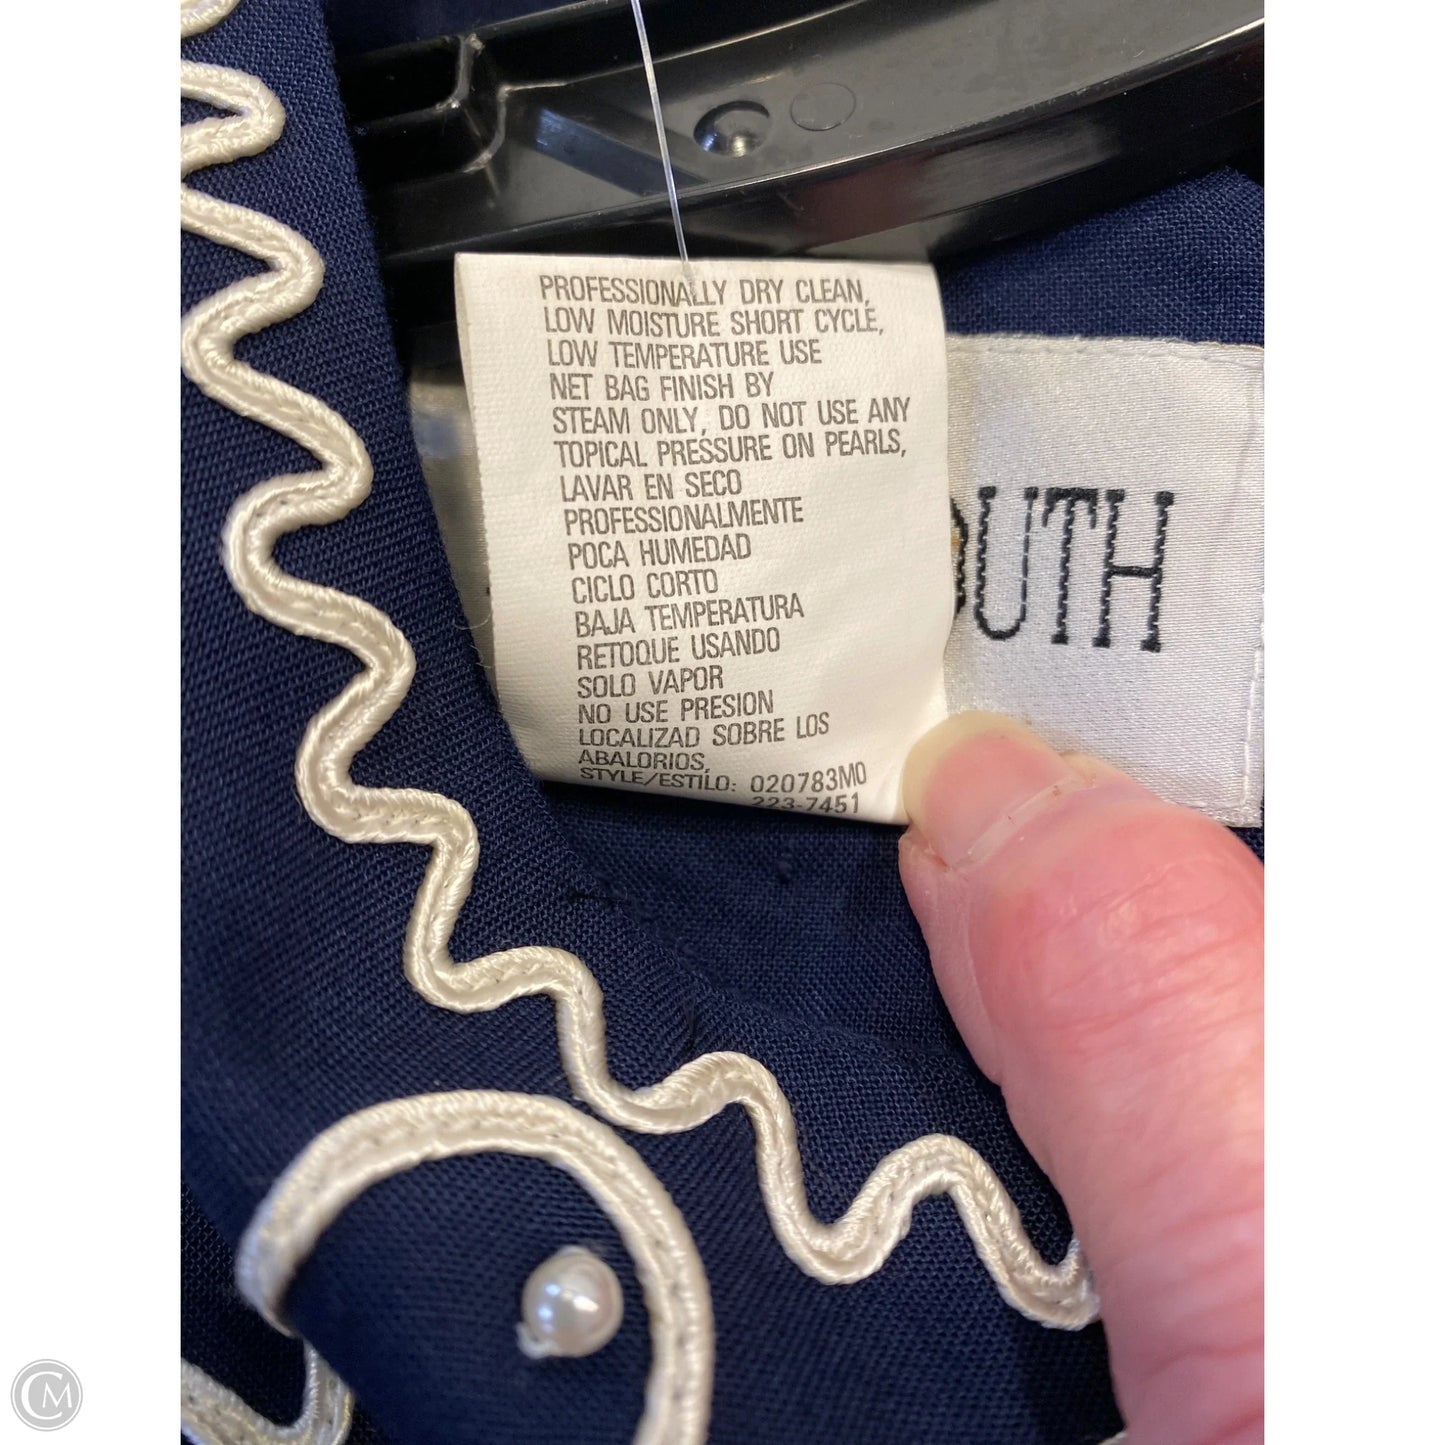 PROFESSIONALLY DRY CLEAN,
LOW MOISTURE SHORT CYCLE,
LOW TEMPERATURE USE
NET BAG FINISH BY
STEAM ONLY, DO NOT USE ANY
TOPICAL PRESSURE ON PEARLS,
LAVAR EN SECO
PROFESSIONALMENTE
POCA HUMEDAD
CICLO CORTO
BAJA TEMPERATURA
RETOQUE USANDO
SOLO VAPOR
NO USE PRESION
LOCALIZAD SOBRE LOS
ABALORIOS,
STYLE/ESTILO: 020783MO
223-7451
OUTH
CM